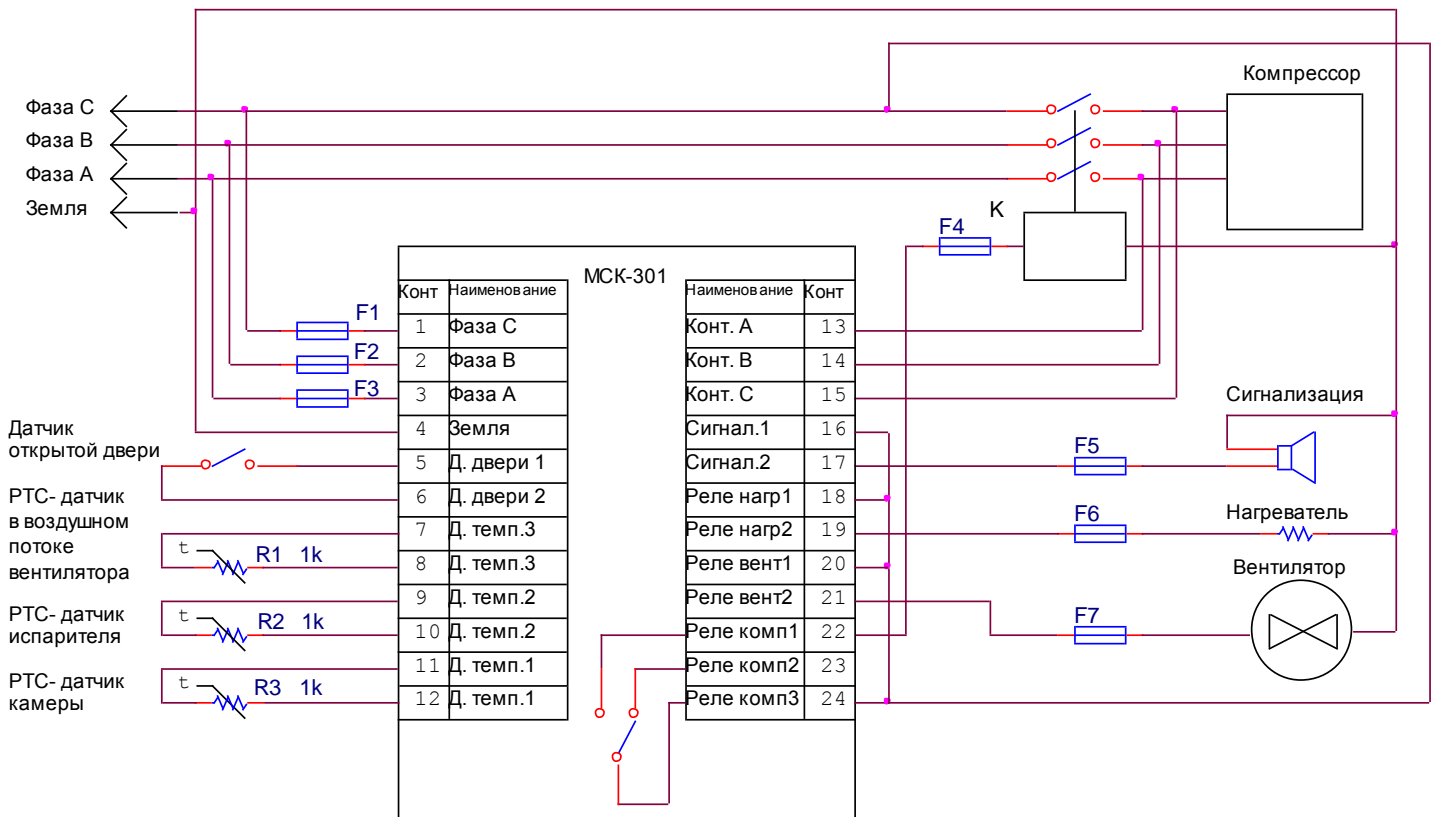 Компрессор
Фаза C
Фаза B
Фаза A
Земля
K
F4
МСК-301
Конт Наименование
Наименование Конт
F1
1 Фаза C
Конт. A 13
F2
2 Фаза B
Конт. B 14
F3
3 Фаза A
Конт. C 15
Сигнализация
4 Земля
Сигнал.1 16
Датчик
открытой двери
5 Д. двери 1
Сигнал.2 17
F5
6 Д. двери 2
Реле нагр1 18
РТС- датчик
в воздушном
потоке
вентилятора
7 Д. темп.3
Реле нагр2 19
F6
Нагреватель
t
R1 1k
8 Д. темп.3
Реле вент1 20
Вентилятор
9 Д. темп.2
Реле вент2 21
РТС- датчик
испарителя
t
R2 1k
10 Д. темп.2
Реле комп1 22
F7
11 Д. темп.1
Реле комп2 23
РТС- датчик
камеры
t
R3 1k
12 Д. темп.1
Реле комп3 24